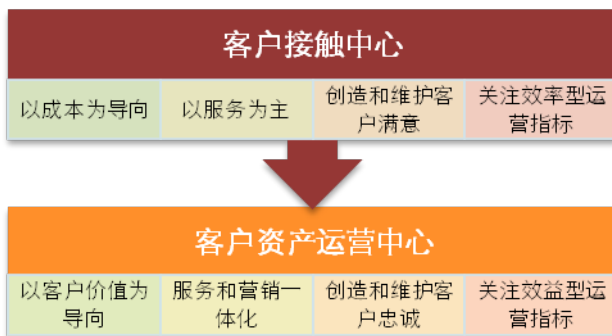 客户接触中心
以成本为导向
以服务为主
创造和维护客
户满意
关注效率型运
营指标
客户资产运营中心
以客户价值为
导向
服务和营销一
体化
创造和维护客
户忠诚
关注效益型运
营指标